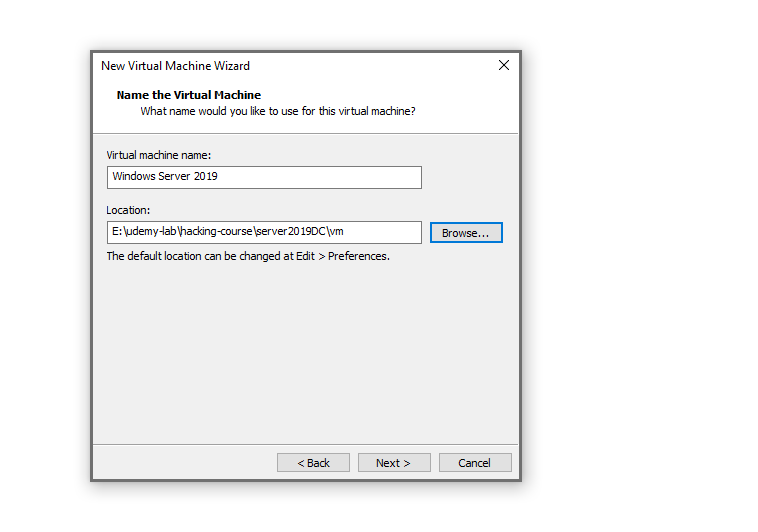 New Virtual Machine Wizard
Name the Virtual Machine
What name would you like to use for this virtual machine?
Virtual machine name:
Windows Server 2019
Location:
E:\udemy-lab\hacking-course\server2019DC\vm
Browse...
The default location can be changed at Edit > Preferences.
< Back Next > Cancel